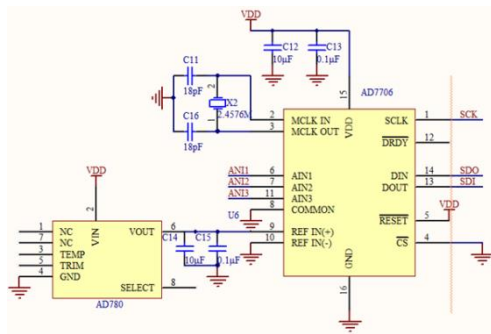 VDD
C12
10μF
C13
0.1μF
C11
18pF
2
X2
2.4576M
1
C16
18pF
AD7706
15
VDD
2 MCLK IN
3 MCLK OUT
SCLK 1 SCK
DRDY 12
ANI1 6 AIN1
ANI2 7 AIN2
ANI3 11 AIN3
8 COMMON
DIN 14 SDO
DOUT 13 SDI
U6
9 REF IN(+)
10 REF IN(-)
RESET 5 VDD
CS 4
GND
16
VDD
2
VIN
1 NC
7 NC
3 TEMP
5 TRIM
4 GND
VOUT 6
SELECT 8
AD780
C14
10μF
C15
0.1μF